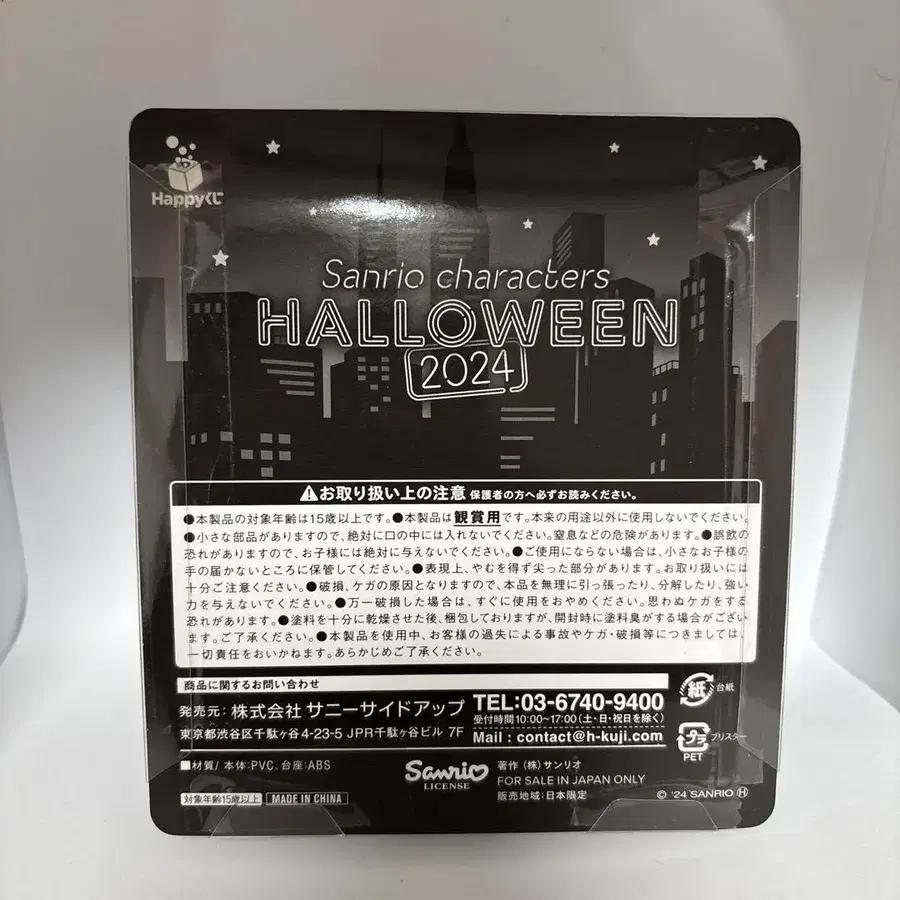 Happyくじ
Sanrio characters
HALLOWEEN
2024
⚠お取り扱い上の注意 保護者の方へ必ずお読みください。
●本製品の対象年齢は15歳以上です。●本製品は観賞用です。本来の用途以外に使用しないでください。
●小さな部品がありますので、絶対に口の中には入れないでください。窒息などの危険があります。●誤飲の
恐れがありますので、お子様には絶対に与えないでください。●ご使用にならない場合は、小さなお子様の
手の届かないところに保管してください。●表現上、やむを得ず尖った部分があります。お取り扱いには
十分ご注意ください。●破損、ケガの原因となりますので、本品を無理に引っ張ったり、分解したり、強い
力を与えないでください。●万一破損した場合は、すぐに使用をおやめください。思わぬケガをする
恐れがあります。●塗料を十分に乾燥させた後、梱包しておりますが、開封時に塗料臭がする場合がござい
ます。ご了承ください。●本製品を使用中、お客様の過失による事故やケガ・破損等につきましては、
一切責任をおいかねます。あらかじめご了承ください。
商品に関するお問い合わせ
発売元：株式会社 サニーサイドアップ
東京都渋谷区千駄ヶ谷4-23-5 JPR千駄ヶ谷ビル 7F
TEL:03-6740-9400
受付時間10:00~17:00(土・日・祝日を除く)
Mail : contact@h-kuji.com
紙 台紙
プラ ブリスター
PET
■材質/ 本体:PVC、台座:ABS
対象年齢15歳以上 MADE IN CHINA
Sanrio
LICENSE
著作 (株)サンリオ
FOR SALE IN JAPAN ONLY
販売地域:日本限定
© '24 SANRIO Ⓗ